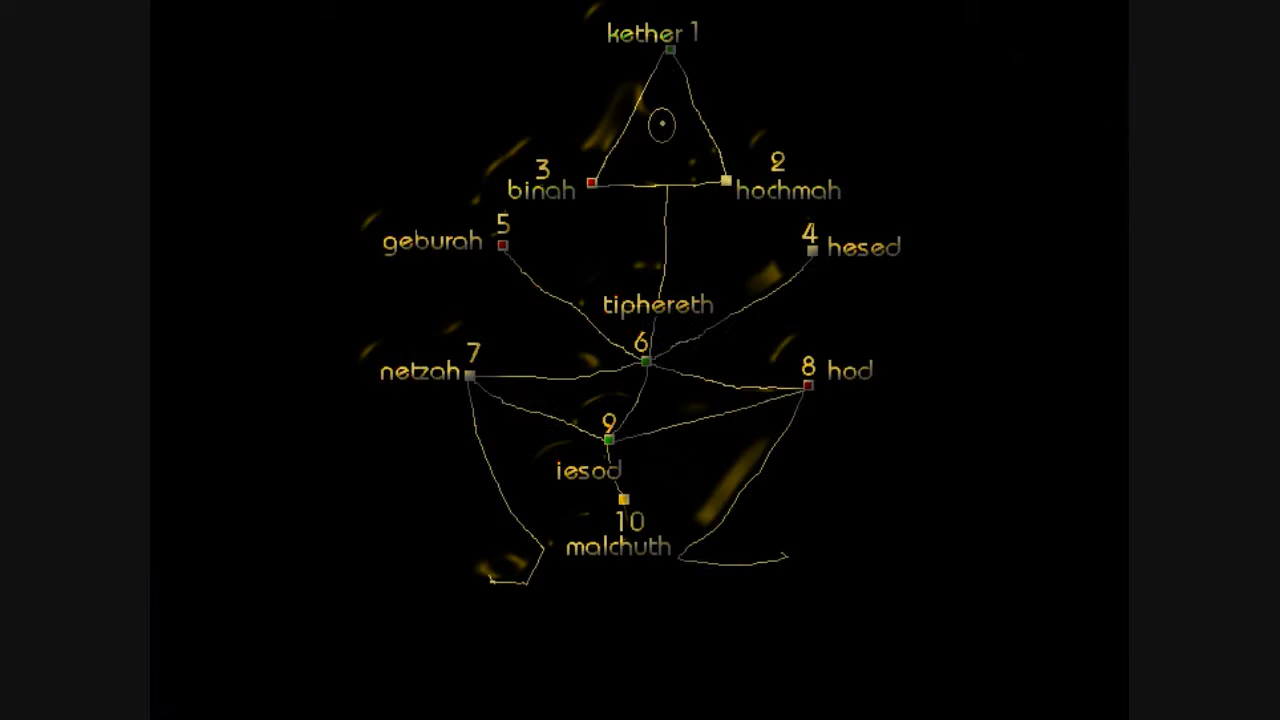 kether 1
3
binah
2
hochmah
5
geburah
4
hesed
tiphereth
6
7
netzah
8
hod
9
iesod
10
malchuth